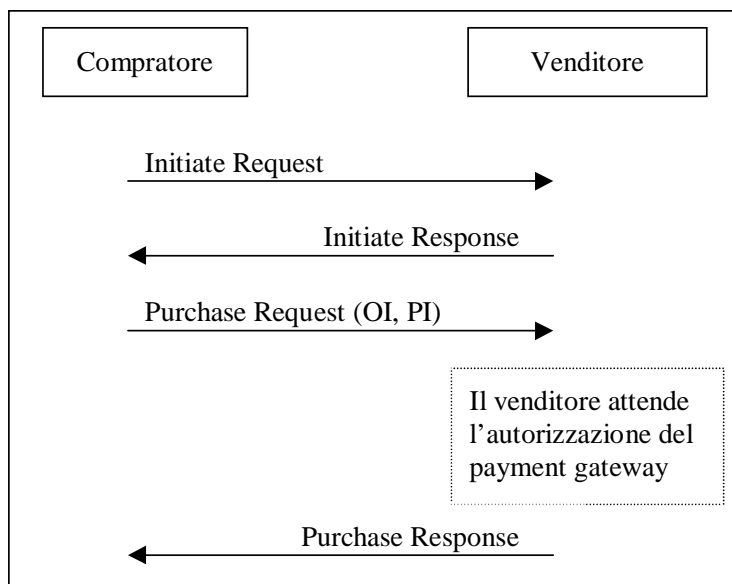 Compratore
Venditore
Initiate Request
Initiate Response
Purchase Request (OI, PI)
Il venditore attende
l’autorizzazione del
payment gateway
Purchase Response